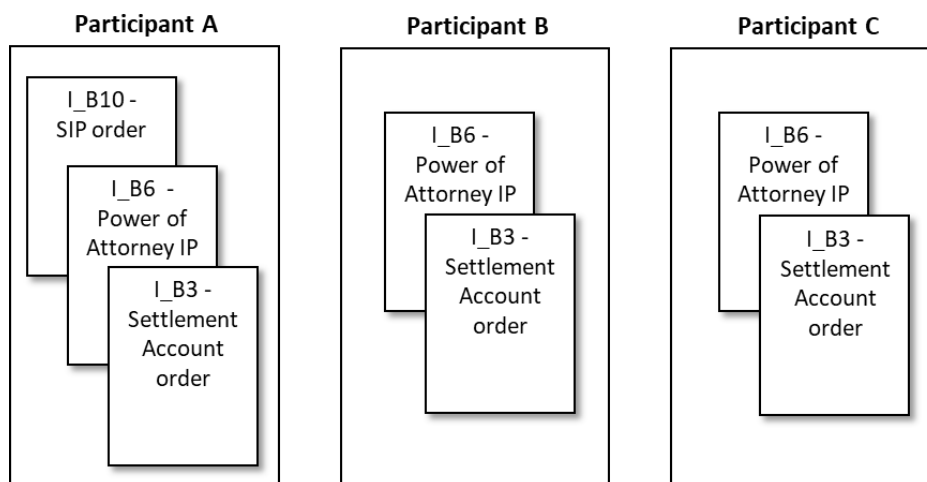 Participant A
I_B10 -
SIP order
I_B6 -
Power of
Attorney IP
I_B3 -
Settlement
Account
order
Participant B
I_B6 -
Power of
Attorney IP
I_B3 -
Settlement
Account
order
Participant C
I_B6 -
Power of
Attorney IP
I_B3 -
Settlement
Account
order